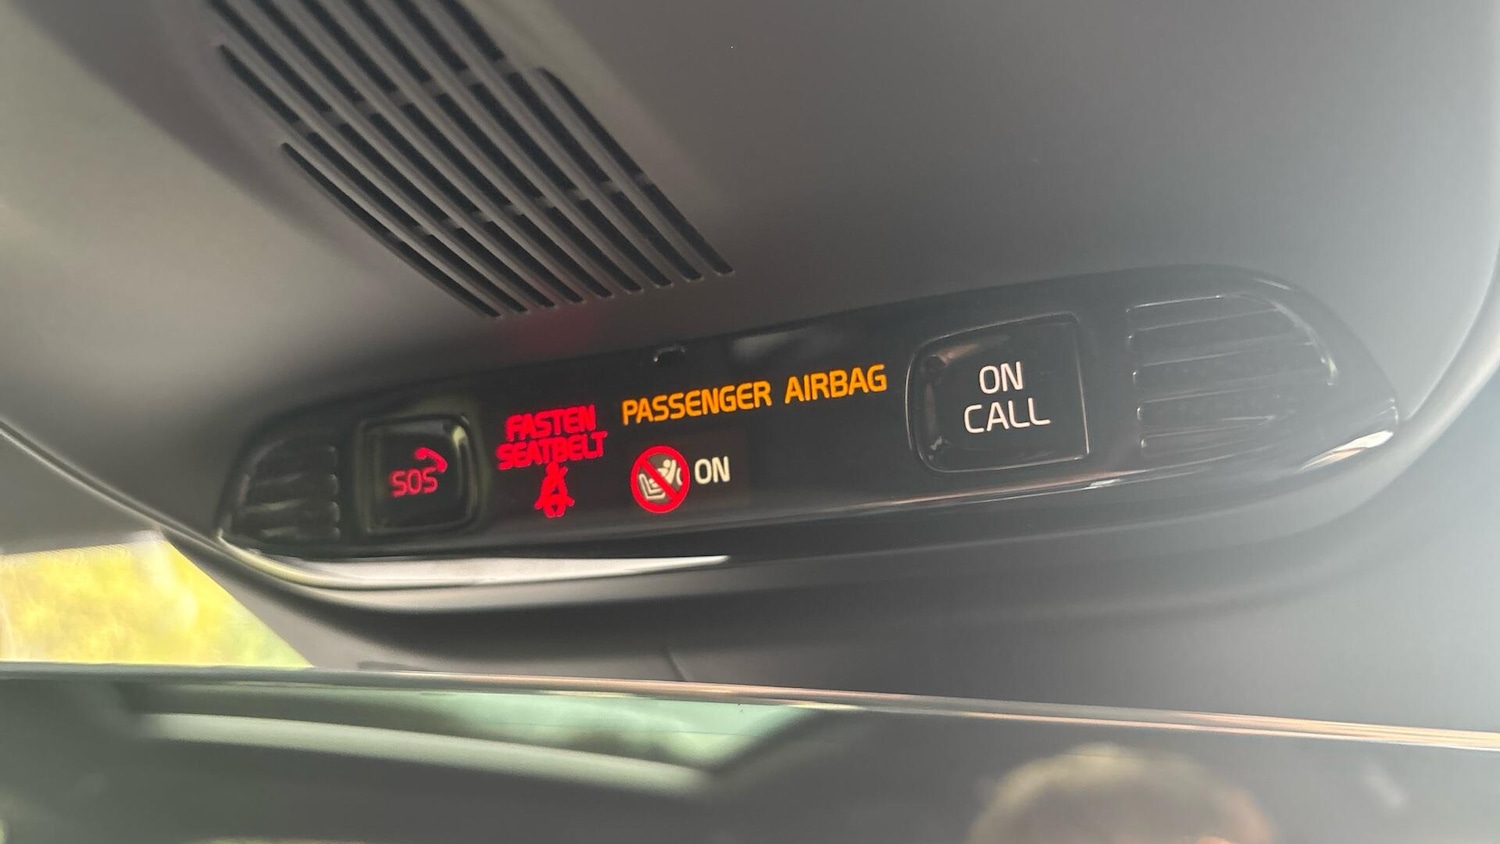 SOS
FASTEN
SEATBELT
PASSENGER AIRBAG
ON
ON
CALL